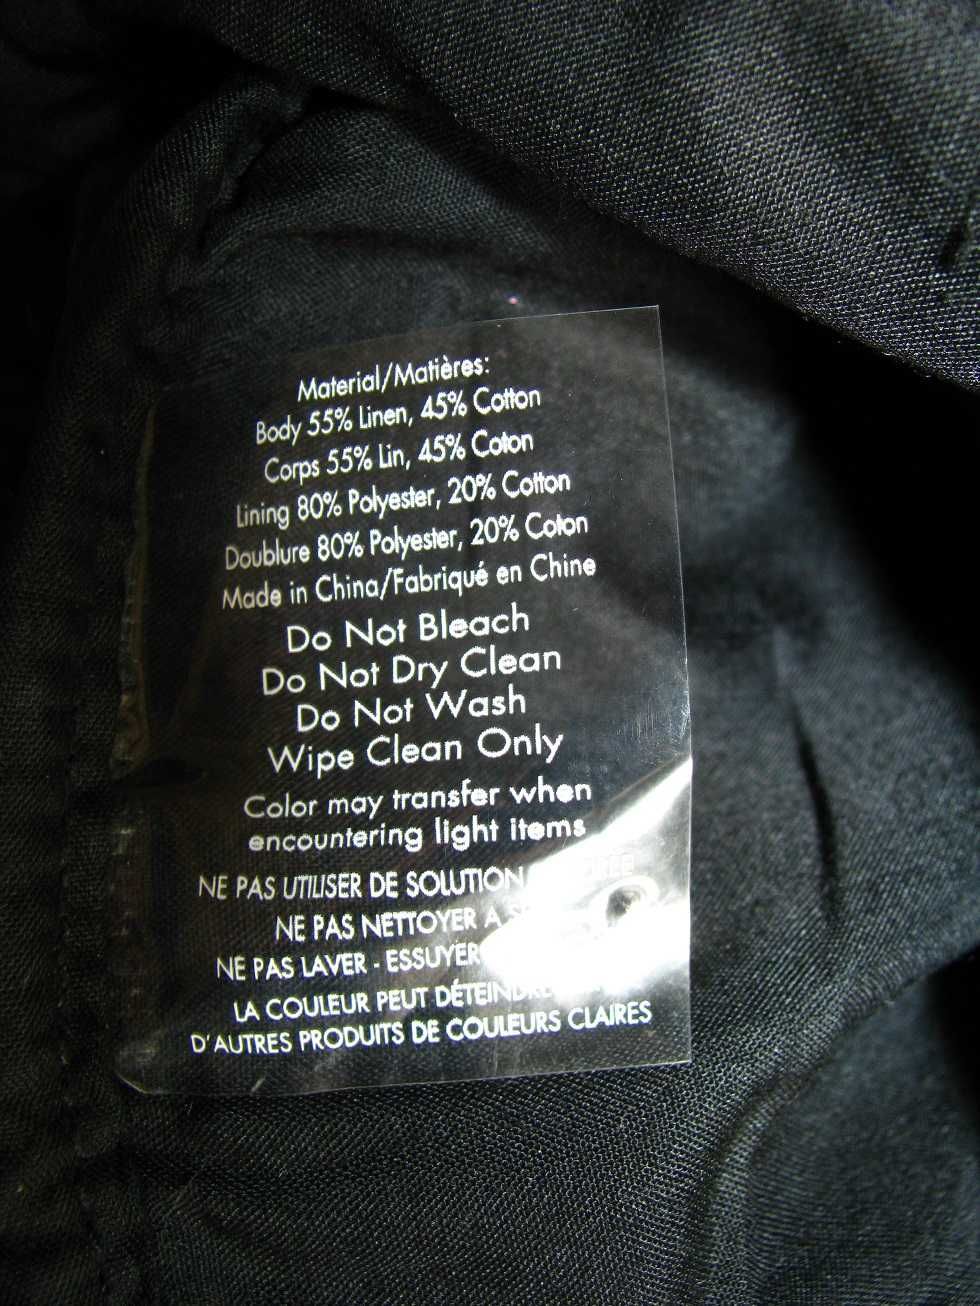 Material/Matières:
Body 55% Linen, 45% Cotton
Corps 55% Lin, 45% Coton
Lining 80% Polyester, 20% Cotton
Doublure 80% Polyester, 20% Coton
Made in China/Fabriqué en Chine
Do Not Bleach
Do Not Dry Clean
Do Not Wash
Wipe Clean Only
Color may transfer when
encountering light items
NE PAS UTILISER DE SOLUTION
NE PAS NETTOYER A
NE PAS LAVER - ESSUYER
LA COULEUR PEUT DÉTEINDRE
D'AUTRES PRODUITS DE COULEURS CLAIRES